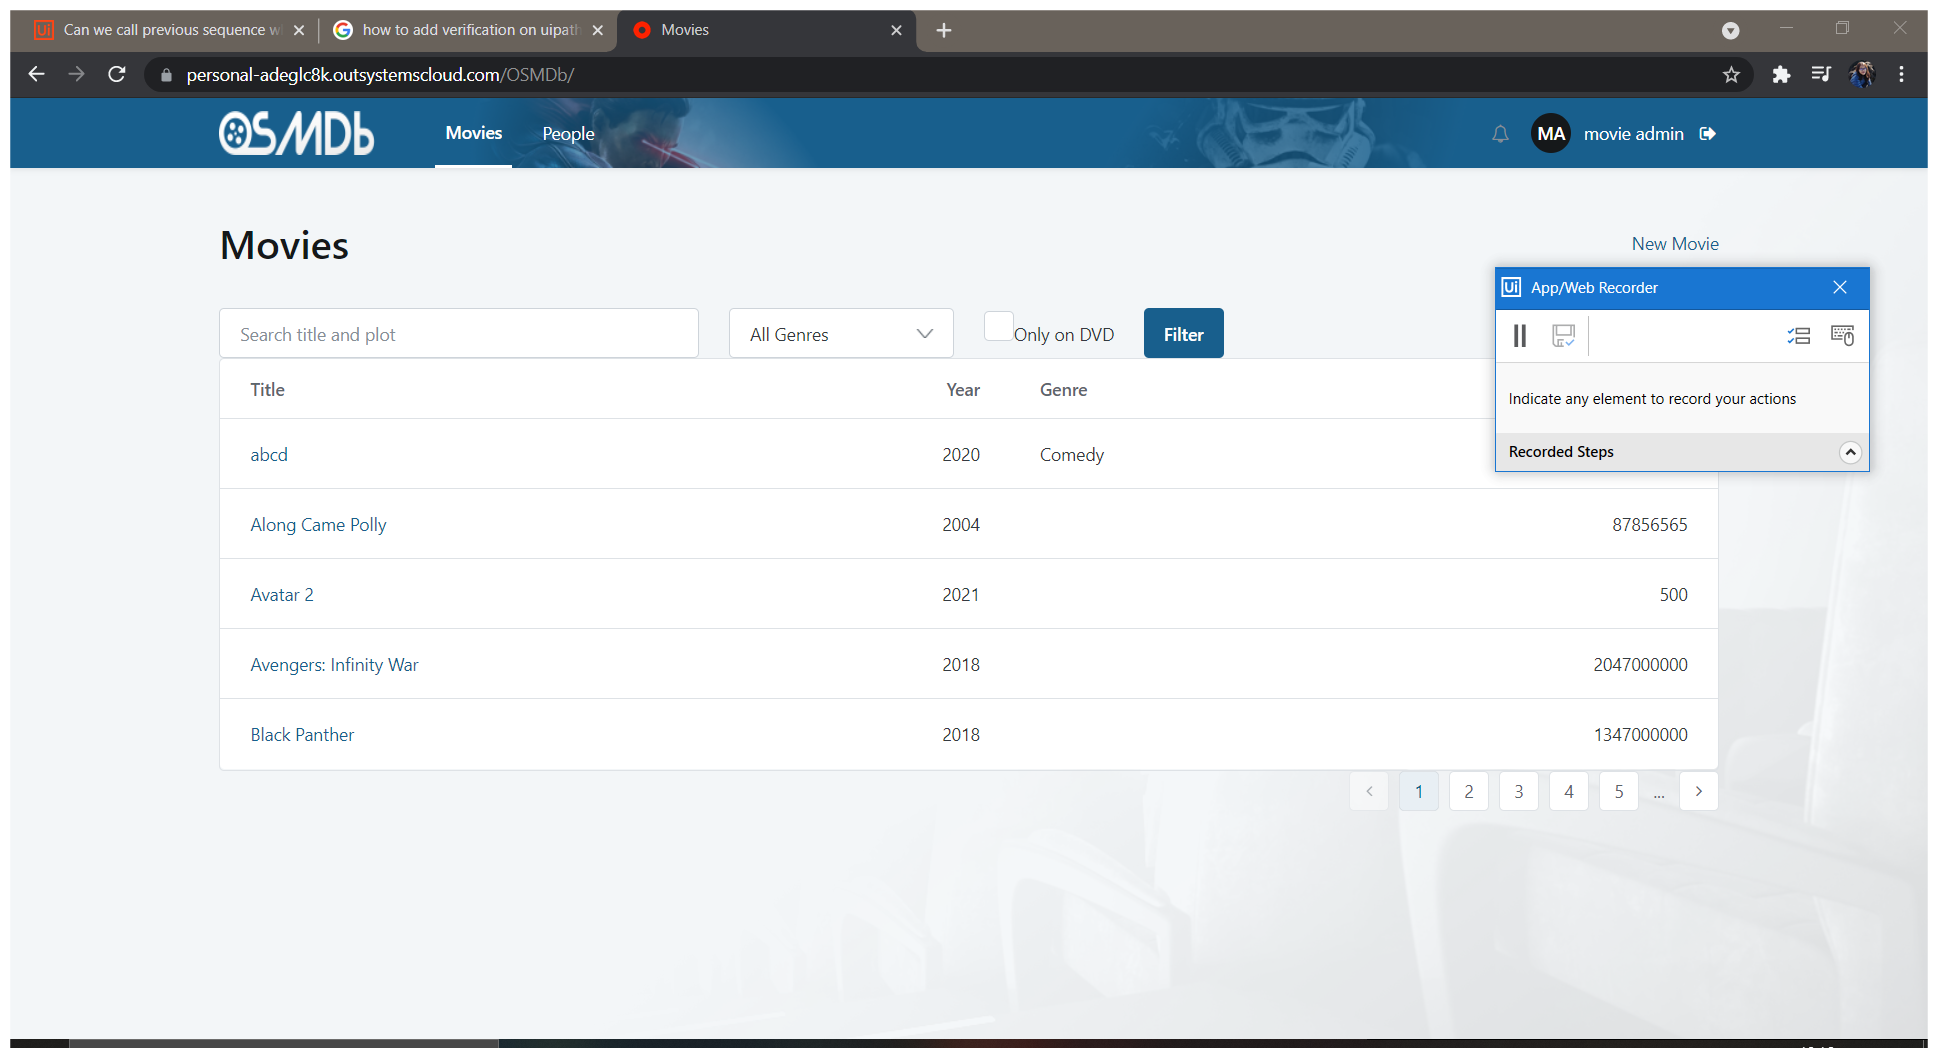 Ui Can we call previous sequence w how to add verification on uipath Movies
personal-adeglc8k.outsystemscloud.com/OSMDb/
OSMDb Movies People MA movie admin
Movies
New Movie
Ui App/Web Recorder
Search title and plot All Genres Only on DVD Filter
Title Year Genre
Indicate any element to record your actions
abcd 2020 Comedy
Recorded Steps
Along Came Polly 2004 87856565
Avatar 2 2021 500
Avengers: Infinity War 2018 2047000000
Black Panther 2018 1347000000
1 2 3 4 5 ...